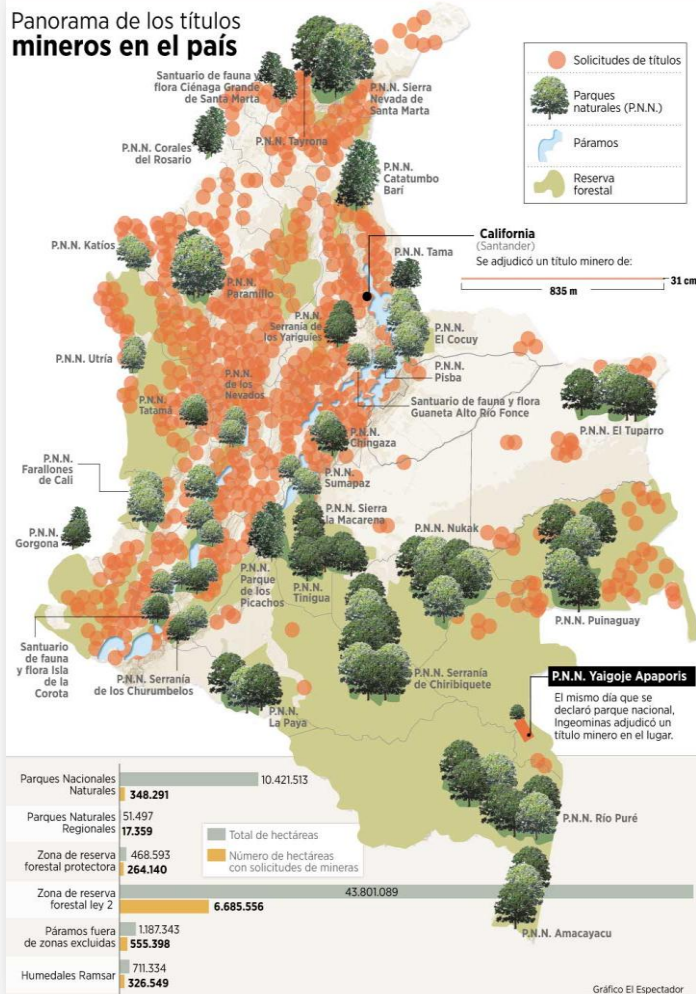 Panorama de los títulos
mineros en el país
Solicitudes de títulos
Parques
naturales (P.N.N.)
Páramos
Reserva
forestal
Santuario de fauna y
flora Ciénaga Grande
de Santa Marta
P.N.N. Sierra
Nevada de
Santa Marta
P.N.N. Tayrona
P.N.N. Corales
del Rosario
P.N.N.
Catatumbo
Barí
California
(Santander)
Se adjudicó un título minero de:
31 cm
835 m
P.N.N. Katíos
P.N.N. Tama
P.N.N.
Paramillo
P.N.N.
Serranía de
los Yariguíes
P.N.N.
El Cocuy
P.N.N. Utría
P.N.N.
de los
Nevados
P.N.N.
Pisba
P.N.N.
Tatamá
Santuario de fauna y flora
Guaneta Alto Río Fonce
P.N.N. El Tuparro
P.N.N.
Chingaza
P.N.N.
Farallones
de Cali
P.N.N.
Sumapaz
P.N.N. Sierra
la Macarena
P.N.N. Nukak
P.N.N.
Gorgona
P.N.N.
Parque
de los
Picachos
P.N.N.
Tinigua
P.N.N. Puinaguay
Santuario
de fauna
y flora Isla
de la
Corota
P.N.N. Serranía
de los Churumbelos
P.N.N. Serranía
de Chiribiquete
P.N.N.
La Paya
P.N.N. Yaigoje Apaporis
El mismo día que se
declaró parque nacional,
Ingeominas adjudicó un
título minero en el lugar.
P.N.N. Río Puré
P.N.N. Amacayacu
Parques Nacionales
Naturales
10.421.513
348.291
Parques Naturales
Regionales
51.497
17.359
Total de hectáreas
Número de hectáreas
con solicitudes de mineras
Zona de reserva
forestal protectora
468.593
264.140
Zona de reserva
forestal ley 2
43.801.089
6.685.556
Páramos fuera
de zonas excluidas
1.187.343
555.398
Humedales Ramsar
711.334
326.549
Gráfico El Espectador